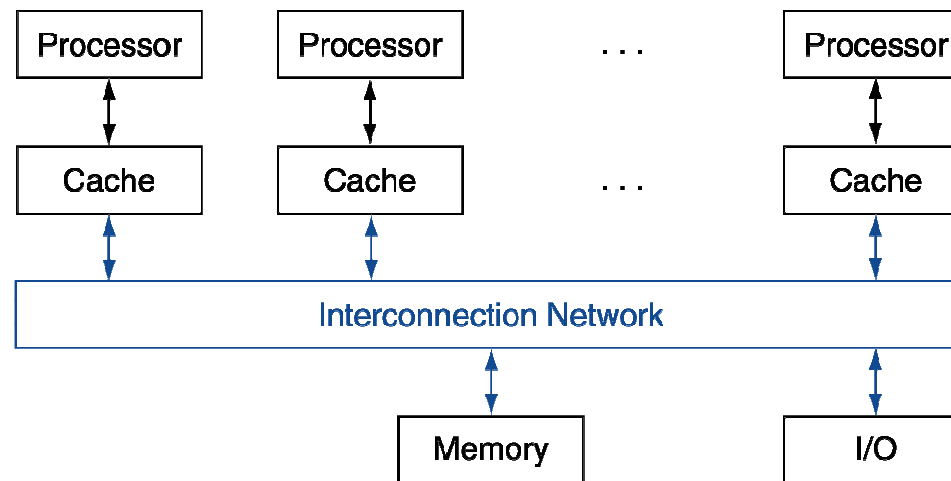 Processor Processor . . . Processor
Cache Cache . . . Cache
Interconnection Network
Memory I/O